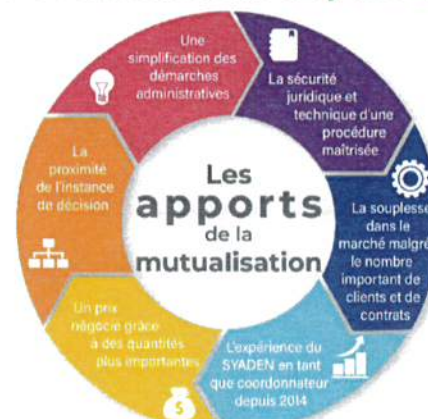 Les
apports
de la
mutualisation
Une
simplification des
démarches
administratives
La sécurité
juridique et
technique d'une
procédure
maîtrisée
La souplesse
dans le
marché malgré
le nombre
important de
clients et de
contrats
L'expérience du
SYADEN en tant
que coordonnateur
depuis 2014
Un prix
négocié grâce
à des quantités
plus importantes
$
La
proximité
de l'instance
de décision